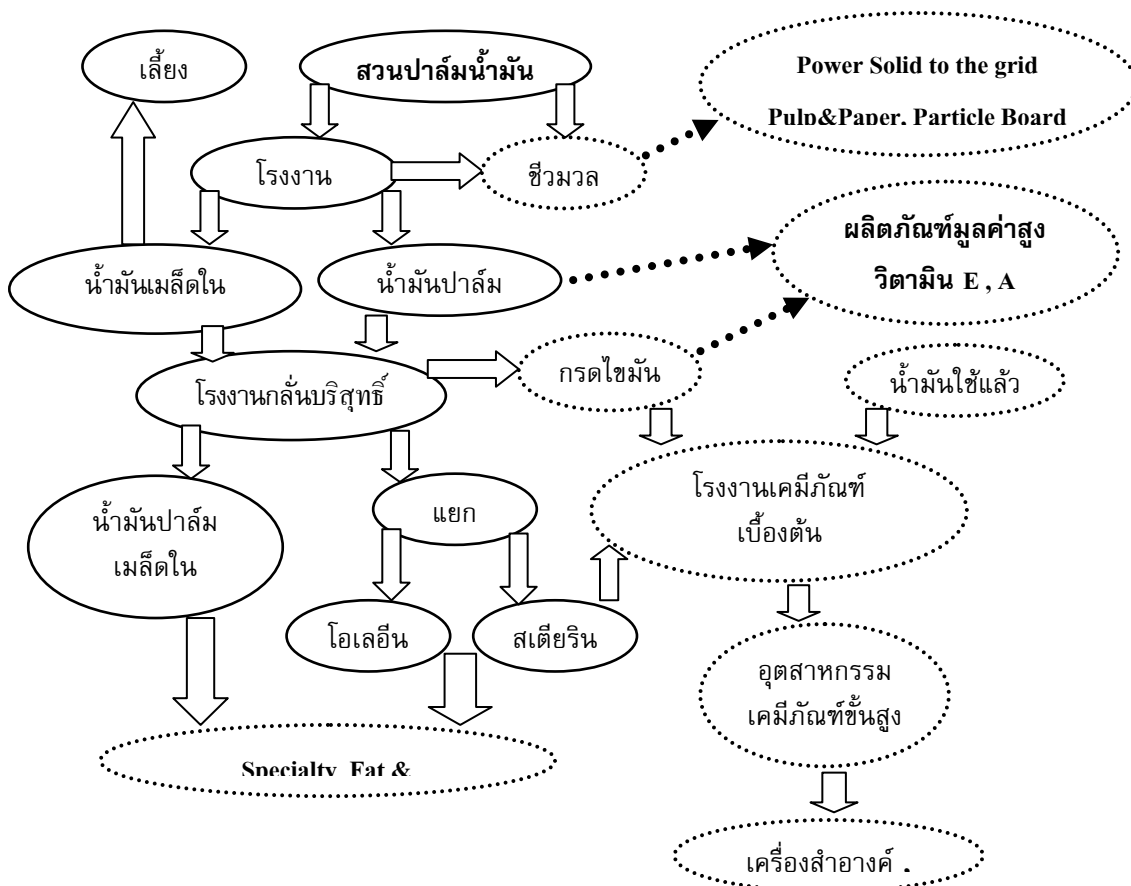 เลี้ยง
สวนปาล์มน้ำมัน
Power Solid to the grid
Pulp&Paper, Particle Board
โรงงาน
ชีวมวล
ผลิตภัณฑ์มูลค่าสูง
วิตามิน E , A
น้ำมันเมล็ดใน
น้ำมันปาล์ม
โรงงานกลั่นบริสุทธิ์
กรดไขมัน
น้ำมันใช้แล้ว
น้ำมันปาล์ม
เมล็ดใน
แยก
โรงงานเคมีภัณฑ์
เบื้องต้น
โอเลอีน
สเตียริน
อุตสาหกรรม
เคมีภัณฑ์ขั้นสูง
Specialty Fat &
เครื่องสำอางค์ ,